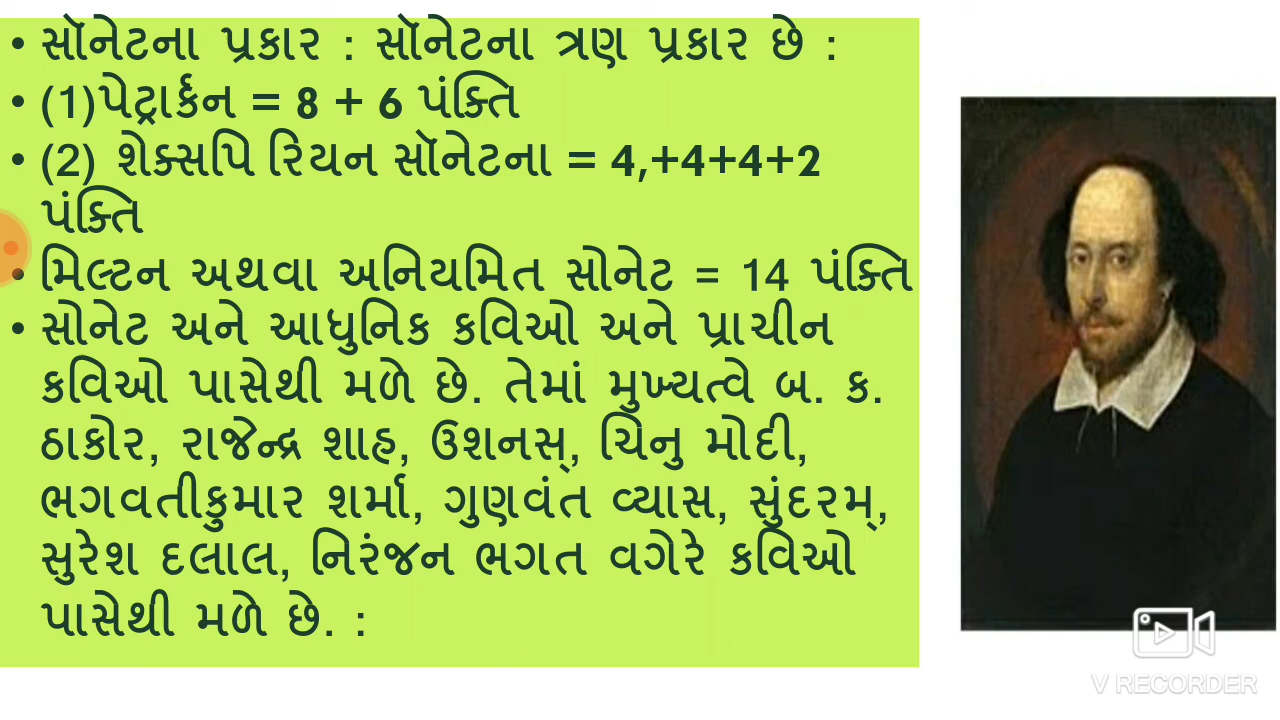 • સૉનેટના પ્રકાર : સૉનેટના ત્રણ પ્રકાર છે :
• (1)પેટ્રાર્કન = 8 + 6 પંક્તિ
• (2) શેક્સપિ રિયન સૉનેટના = 4,+4+4+2
પંક્તિ
• મિલ્ટન અથવા અનિયમિત સોનેટ = 14 પંક્તિ
• સોનેટ અને આધુનિક કવિઓ અને પ્રાચીન
કવિઓ પાસેથી મળે છે. તેમાં મુખ્યત્વે બ. ક.
ઠાકોર, રાજેન્દ્ર શાહ, ઉશનસ્, ચિનુ મોદી,
ભગવતીકુમાર શર્મા, ગુણવંત વ્યાસ, સુંદરમ્,
સુરેશ દલાલ, નિરંજન ભગત વગેરે કવિઓ
પાસેથી મળે છે. :
V RECORDER